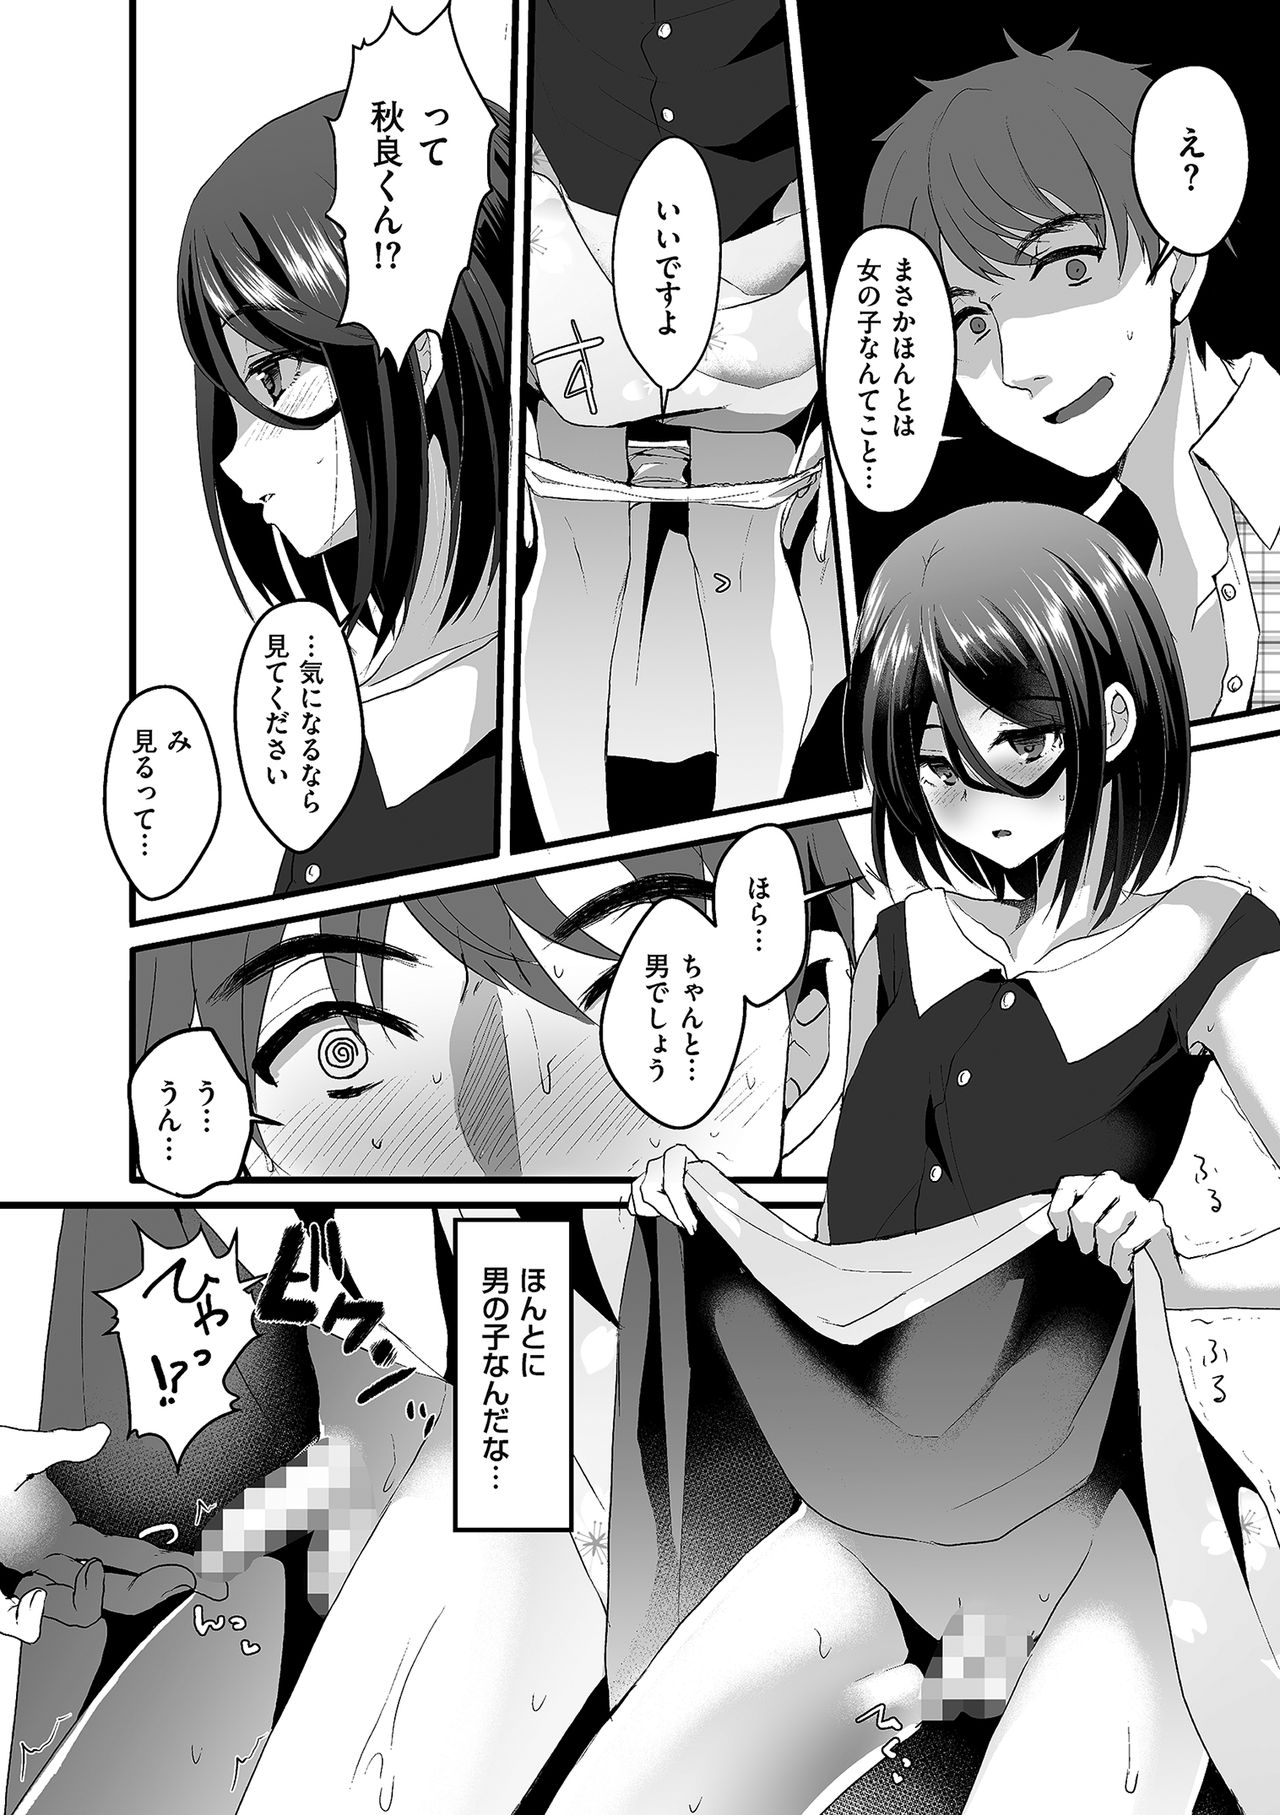 え?
まさかほんとは
女の子なんてこと…
いいですよ
す
って
秋良くん!?
…気になるなら
見てください
み
見るって…
ほら…
ちゃんと…
男でしょう
う…
うん…
ふる
ふる
ほんとに
男の子なんだな…
ドクン
ひゃっ
!?
んっ